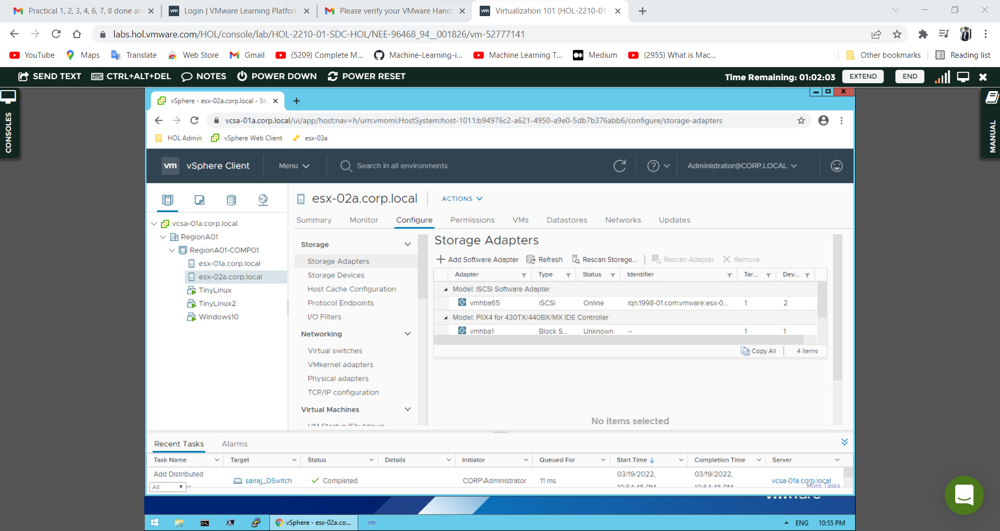 Practical 1, 2, 3, 4, 6, 7, 8 done an
Login | VMware Learning Platform
Please verify your VMware Hands
vm Virtualization 101 (HOL-2210-01-
labs.hol.vmware.com/HOL/console/lab/HOL-2210-01-SDC-HOL/NEE-96468_94__001826/vm-52777141
YouTube Maps Translate Web Store Gmail (5209) Complete M... Machine-Learning-i... Machine Learning T... Medium (2955) What is Mac... Other bookmarks Reading list
SEND TEXT CTRL+ALT+DEL NOTES POWER DOWN POWER RESET Time Remaining: 01:02:03 EXTEND END
CONSOLES
MANUAL
vSphere - esx-02a.corp.local - Sto
vcsa-01a.corp.local/ui/app/host;nav=h/urn:vmomi:HostSystem:host-1011:b94976c2-a621-4950-a9e0-5db7b376abb6/configure/storage-adapters
HOL Admin vSphere Web Client esx-03a
vm vSphere Client Menu Search in all environments Administrator@CORP.LOCAL
vcsa-01a.corp.local
RegionA01
RegionA01-COMP01
esx-01a.corp.local
esx-02a.corp.local
TinyLinux
TinyLinux2
Windows10
esx-02a.corp.local ACTIONS
Summary Monitor Configure Permissions VMs Datastores Networks Updates
Storage
Storage Adapters
Storage Devices
Host Cache Configuration
Protocol Endpoints
I/O Filters
Networking
Virtual switches
VMkernel adapters
Physical adapters
TCP/IP configuration
Virtual Machines
VM Startup/Shutdown
Storage Adapters
Add Software Adapter Refresh Rescan Storage... Rescan Adapter Remove
Adapter Type Status Identifier Tar... Dev...
Model: iSCSI Software Adapter
vmhba65 iSCSI Online iqn.1998-01.com.vmware:esx-0... 1 2
Model: PIIX4 for 430TX/440BX/MX IDE Controller
vmhba1 Block S... Unknown -- 1 1
Copy All 4 items
No items selected
Recent Tasks Alarms
Task Name Target Status Details Initiator Queued For Start Time Completion Time Server
Add Distributed sairaj_DSwitch Completed CORP\Administrator 11 ms 03/19/2022, 03/19/2022, vcsa-01a.corp.local
10:54:45 PM 10:54:45 PM
All More Tasks
vmware
vSphere - esx-02a.co... ENG 10:55 PM